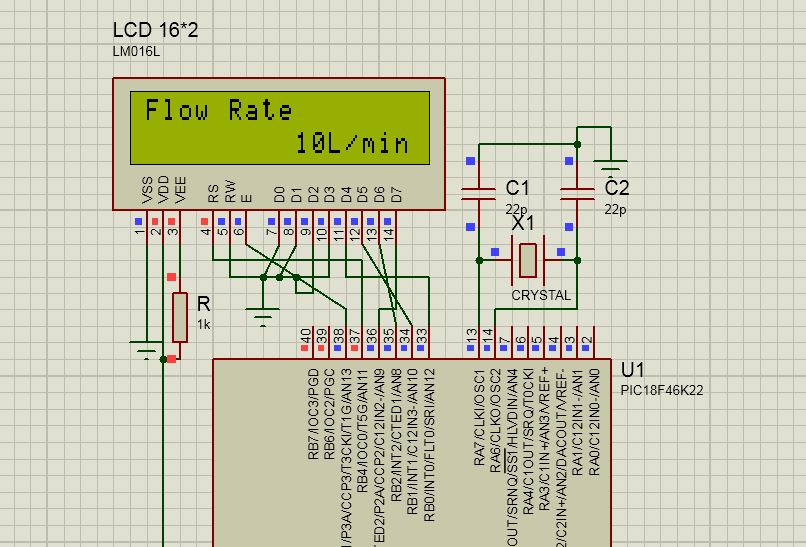 LCD 16*2
LM016L
Flow Rate
10L/min
VSS
VDD
VEE
RS
RW
E
D0
D1
D2
D3
D4
D5
D6
D7
1
2
3
4
5
6
7
8
9
10
11
12
13
14
C1
22p
C2
22p
X1
CRYSTAL
R
1k
40
39
38
37
36
35
34
33
13
14
7
6
5
4
3
2
U1
PIC18F46K22
RB7/IOC3/PGD
RB6/IOC2/PGC
/P3A/CCP3/T3CKI/T1G/AN13
RB4/IOC0/T5G/AN11
ED2/P2A/CCP2/C12IN2-/AN9
RB2/INT2/CTED1/AN8
RB1/INT1/C12IN3-/AN10
RB0/INT0/FLT0/SRI/AN12
RA7/CLKI/OSC1
RA6/CLKO/OSC2
OUT/SRNQ/SS1/HLVDIN/AN4
RA4/C1OUT/SRQ/T0CKI
RA3/C1IN+/AN3/VREF+
2/C2IN+/AN2/DACOUT/VREF-
RA1/C12IN1-/AN1
RA0/C12IN0-/AN0